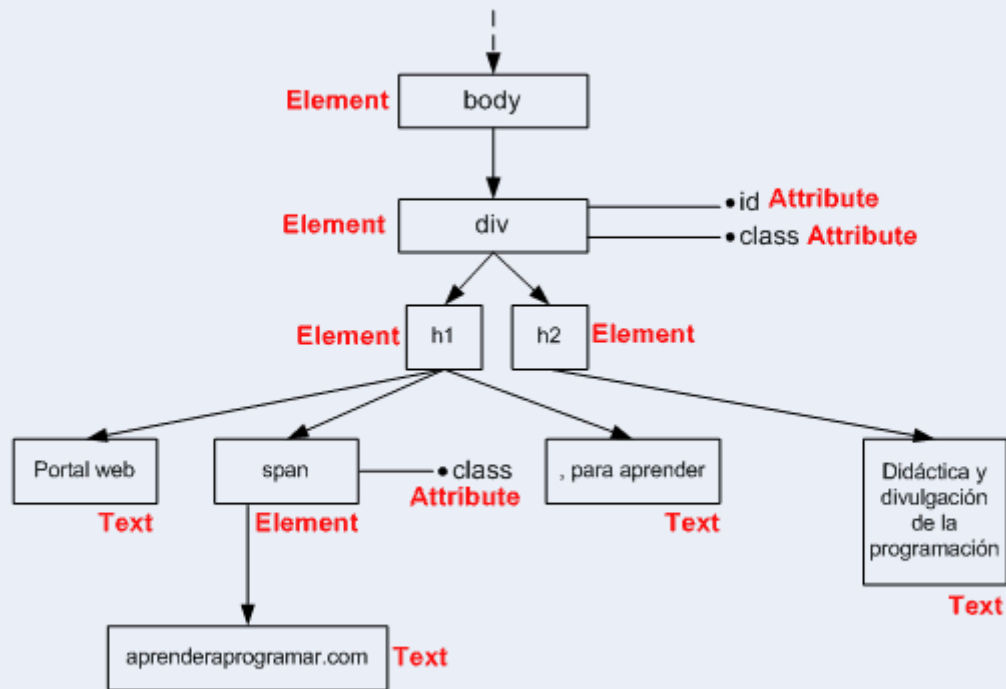 Element body
Element div
•id Attribute
•class Attribute
Element h1
h2 Element
Portal web
Text
span
Element
•class
Attribute
, para aprender
Text
Didáctica y
divulgación
de la
programación
Text
aprenderaprogramar.com Text